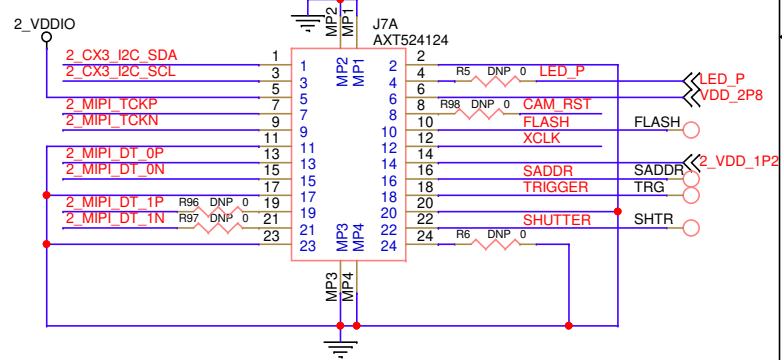 2_VDDIO
MP2
MP1
J7A
AXT524124
2_CX3_I2C_SDA 1 1 MP2 MP1 2 2
2_CX3_I2C_SCL 3 3 4 4 R5 DNP 0 LED_P LED_P
5 5 6 6 VDD_2P8
2_MIPI_TCKP 7 7 8 8 R98 DNP 0 CAM_RST
2_MIPI_TCKN 9 9 10 10 FLASH FLASH
11 11 12 12 XCLK
2_MIPI_DT_0P 13 13 14 14 2_VDD_1P2
2_MIPI_DT_0N 15 15 16 16 SADDR SADDR
17 17 18 18 TRIGGER TRG
2_MIPI_DT_1P R96 DNP 0 19 19 20 20
2_MIPI_DT_1N R97 DNP 0 21 21 22 22 SHUTTER SHTR
23 23 MP3 MP4 24 24 R6 DNP 0
MP3
MP4